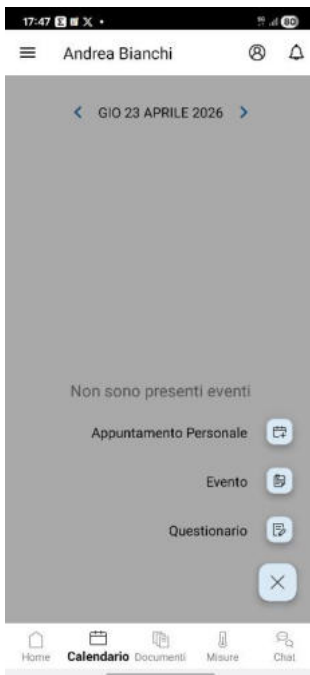 17:47
80
Andrea Bianchi
GIO 23 APRILE 2026
Non sono presenti eventi
Appuntamento Personale
Evento
Questionario
Home Calendario Documenti Misure Chat